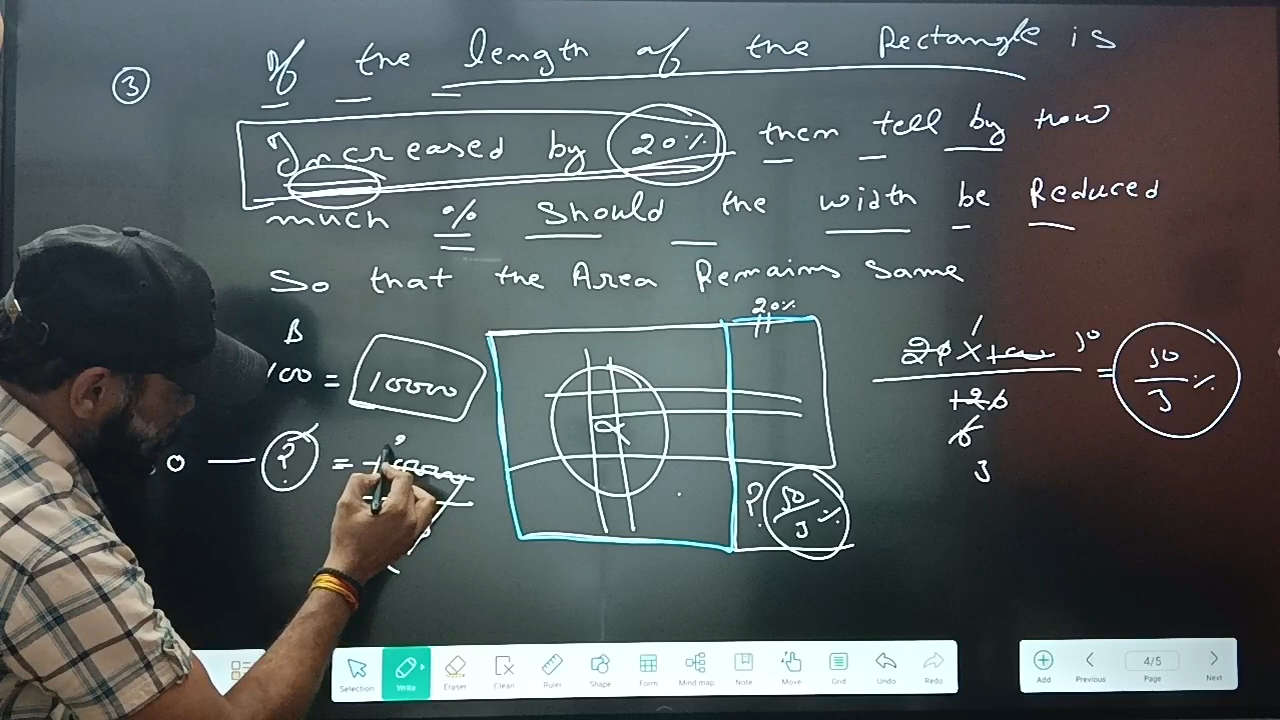 ③ If the length of the Rectangle is
Increased by 20% then tell by how
much % should the width be Reduced
So that the Area Remains Same
B
100 = 10000
0 — ? =
20%
α
? 50/3 %
20 X 100 50
120
6
3
= 50/3 %
Selection
Write
Eraser
Clean
Ruler
Shape
Form
Mind map
Note
Move
Grid
Undo
Redo
Add
Previous
4/5
Page
Next